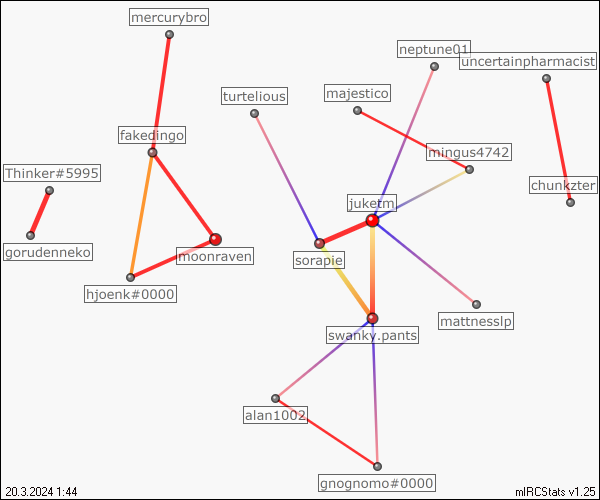 mercurybro
neptune01
uncertainpharmacist
turtelious
majestico
fakedingo
mingus4742
Thinker#5995
chunkzter
juketm
gorudenneko
moonraven
sorapie
hjoenk#0000
mattnesslp
swanky.pants
alan1002
gnognomo#0000
20.3.2024 1:44
mIRCStats v1.25